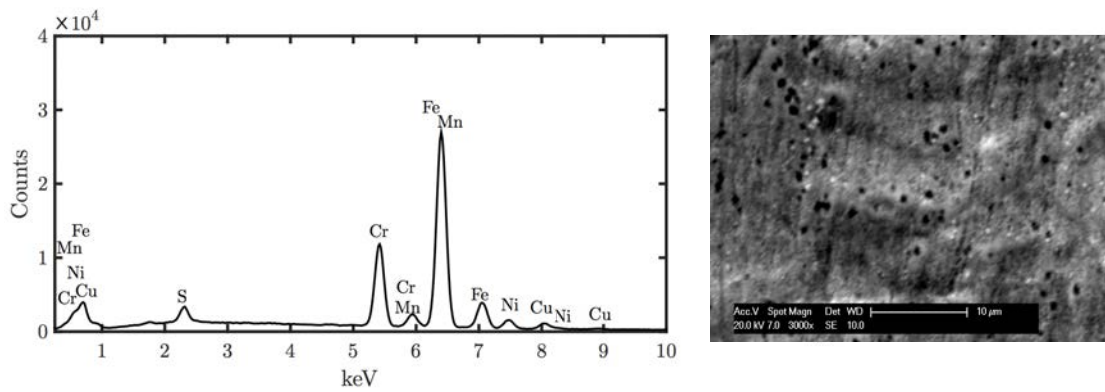 ×10⁴
4
3
2
1
0
Counts
Fe
Mn
Ni
Cr Cu
S
Cr
Cr
Mn
Fe
Mn
Fe
Ni
Cu
Ni
Cu
1 2 3 4 5 6 7 8 9 10
keV
Acc.V Spot Magn Det WD
20.0 kV 7.0 3000x SE 10.0
10 µm